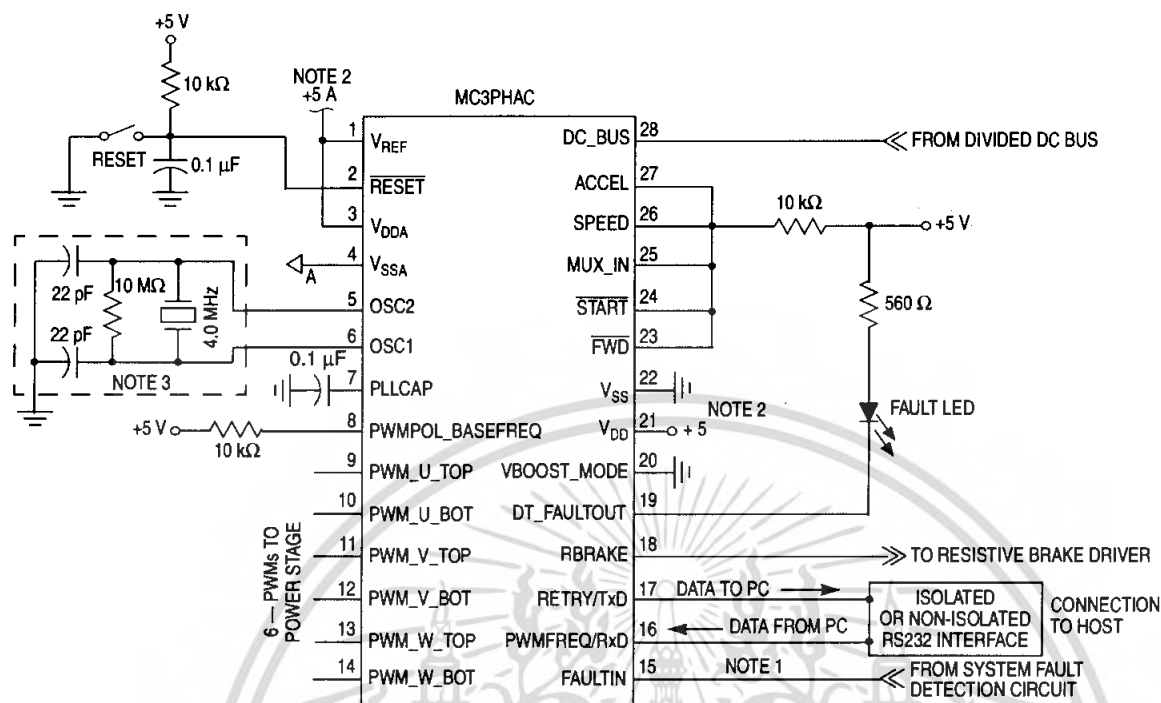 +5 V
10 kΩ
RESET
0.1 µF
NOTE 2
+5 A
MC3PHAC
1 VREF
2 RESET
3 VDDA
4 VSSA
A
5 OSC2
6 OSC1
7 PLLCAP
8 PWMPOL_BASEFREQ
9 PWM_U_TOP
10 PWM_U_BOT
11 PWM_V_TOP
12 PWM_V_BOT
13 PWM_W_TOP
14 PWM_W_BOT
22 pF
10 MΩ
4.0 MHz
22 pF
NOTE 3
0.1 µF
+5 V
10 kΩ
6 — PWMs TO
POWER STAGE
DC_BUS 28
FROM DIVIDED DC BUS
ACCEL 27
SPEED 26
MUX_IN 25
START 24
FWD 23
VSS 22
NOTE 2
VDD 21
+ 5
VBOOST_MODE 20
DT_FAULTOUT 19
RBRAKE 18
TO RESISTIVE BRAKE DRIVER
RETRY/TxD 17
DATA TO PC
PWMFREQ/RxD 16
DATA FROM PC
FAULTIN 15
NOTE 1
FROM SYSTEM FAULT
DETECTION CIRCUIT
10 kΩ
+5 V
560 Ω
FAULT LED
ISOLATED
OR NON-ISOLATED
RS232 INTERFACE
CONNECTION
TO HOST